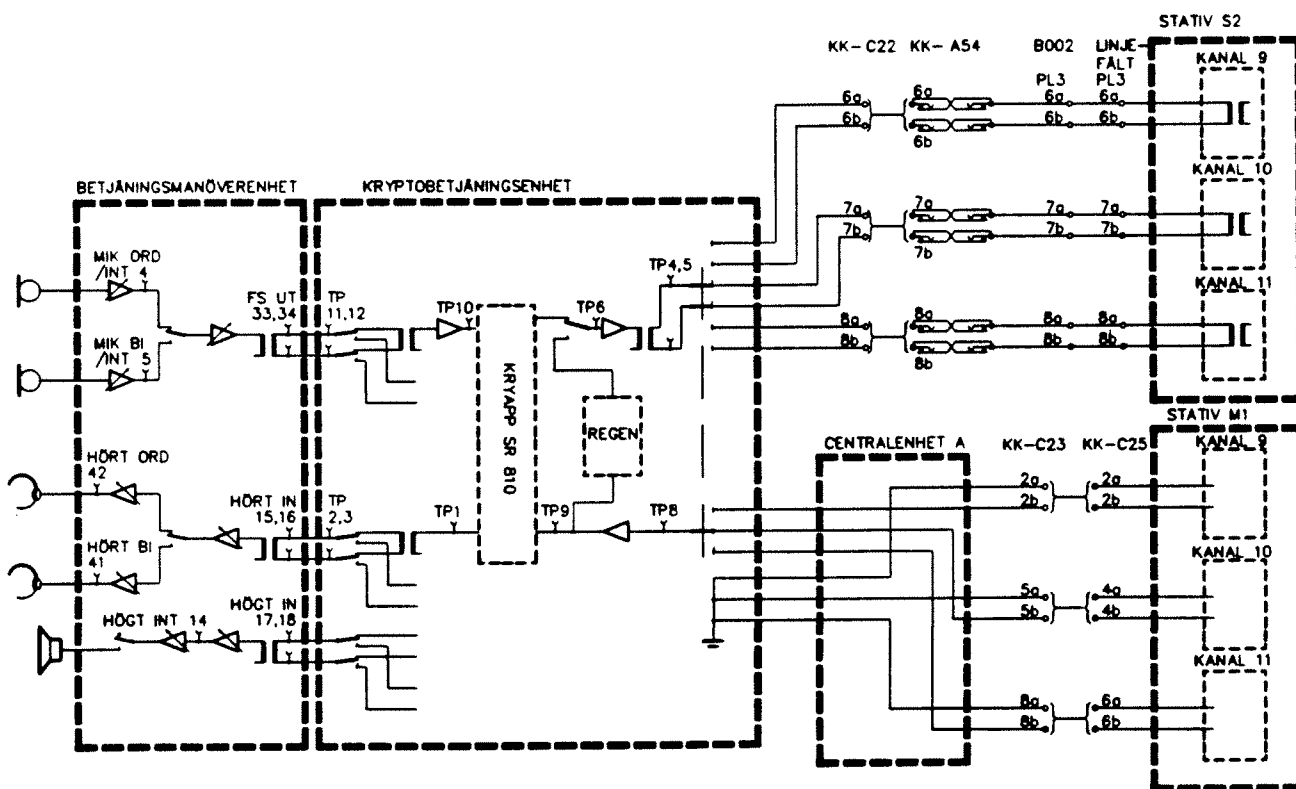 STATIV S2
KK-C22 KK-A54 B002 LINJE-
FÄLT
PL3 PL3
KANAL 9
6a 6a 6a 6a
6b 6b 6b
6b
KANAL 10
7a 7a 7a 7a
7b 7b 7b
7b
KANAL 11
8a 8a 8a 8a
8b 8b 8b
8b
BETJÄNINGSMANÖVERENHET
KRYPTOBETJÄNINGSENHET
MIK ORD
/INT 4
MIK BI
/INT 5
FS UT
33,34
TP
11,12
TP10
KRYAPP SR 810
TP6
TP4,5
REGEN
HÖRT ORD
42
HÖRT BI
41
HÖRT IN
15,16
TP
2,3
TP1
TP9
TP8
HÖGT INT 14
HÖGT IN
17,18
CENTRALENHET A
KK-C23 KK-C25
STATIV M1
KANAL 9
2a 2a
2b 2b
KANAL 10
5a 4a
5b 4b
KANAL 11
8a 6a
8b 6b